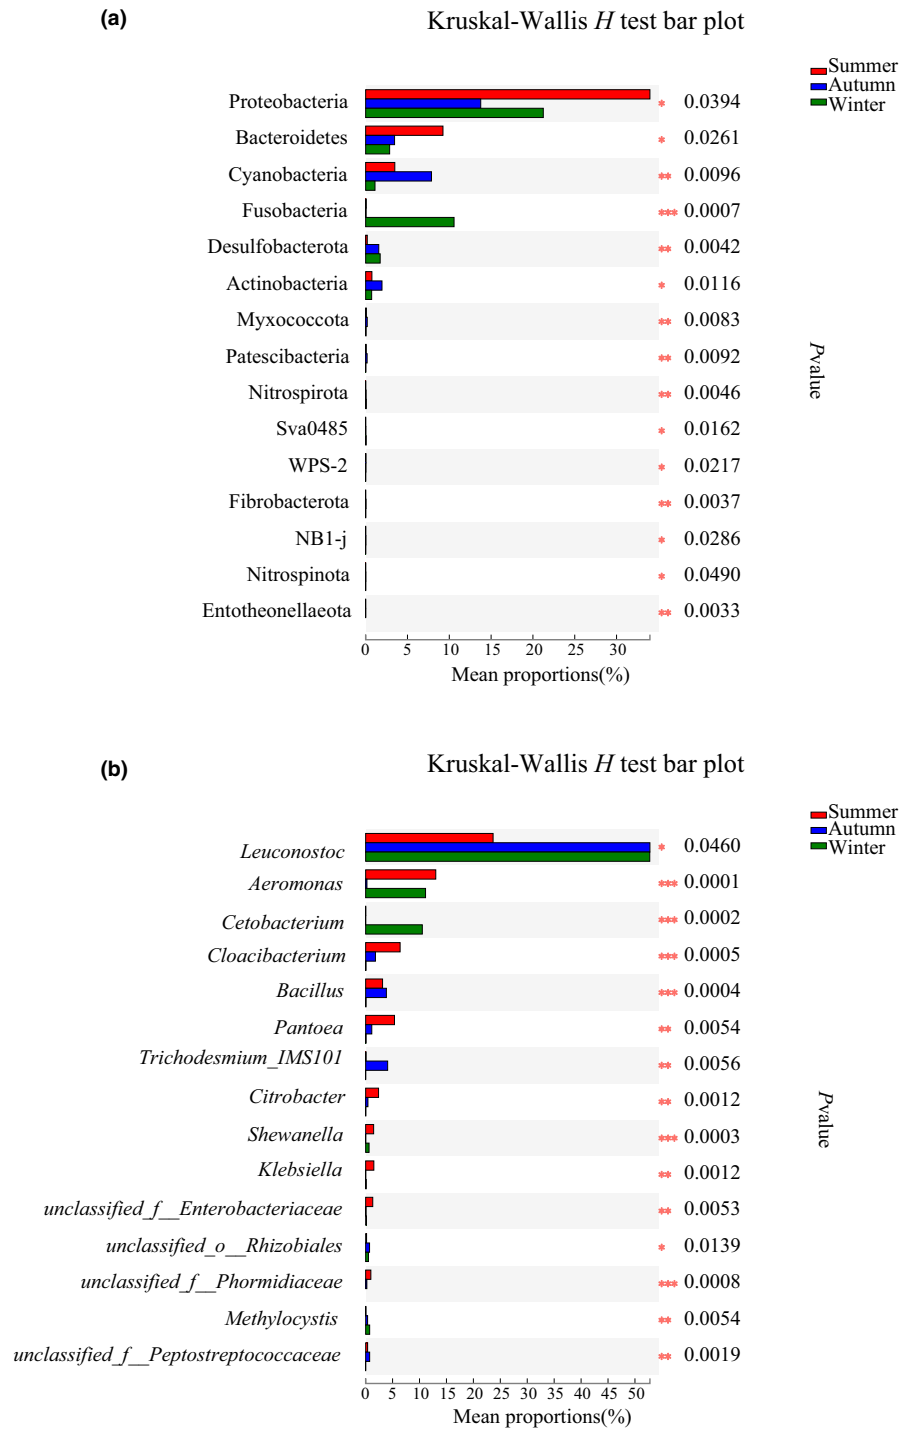 (a)
Kruskal-Wallis H test bar plot
Summer
Autumn
Winter
Proteobacteria * 0.0394
Bacteroidetes * 0.0261
Cyanobacteria ** 0.0096
Fusobacteria *** 0.0007
Desulfobacterota ** 0.0042
Actinobacteria * 0.0116
Myxococcota ** 0.0083
Patescibacteria ** 0.0092
Nitrospirota ** 0.0046
Sva0485 * 0.0162
WPS-2 * 0.0217
Fibrobacterota ** 0.0037
NB1-j * 0.0286
Nitrospinota * 0.0490
Entotheonellaeota ** 0.0033
Pvalue
0 5 10 15 20 25 30
Mean proportions(%)
(b)
Kruskal-Wallis H test bar plot
Summer
Autumn
Winter
Leuconostoc * 0.0460
Aeromonas *** 0.0001
Cetobacterium *** 0.0002
Cloacibacterium *** 0.0005
Bacillus *** 0.0004
Pantoea ** 0.0054
Trichodesmium_IMS101 ** 0.0056
Citrobacter ** 0.0012
Shewanella *** 0.0003
Klebsiella ** 0.0012
unclassified_f__Enterobacteriaceae ** 0.0053
unclassified_o__Rhizobiales * 0.0139
unclassified_f__Phormidiaceae *** 0.0008
Methylocystis ** 0.0054
unclassified_f__Peptostreptococcaceae ** 0.0019
Pvalue
0 5 10 15 20 25 30 35 40 45 50
Mean proportions(%)